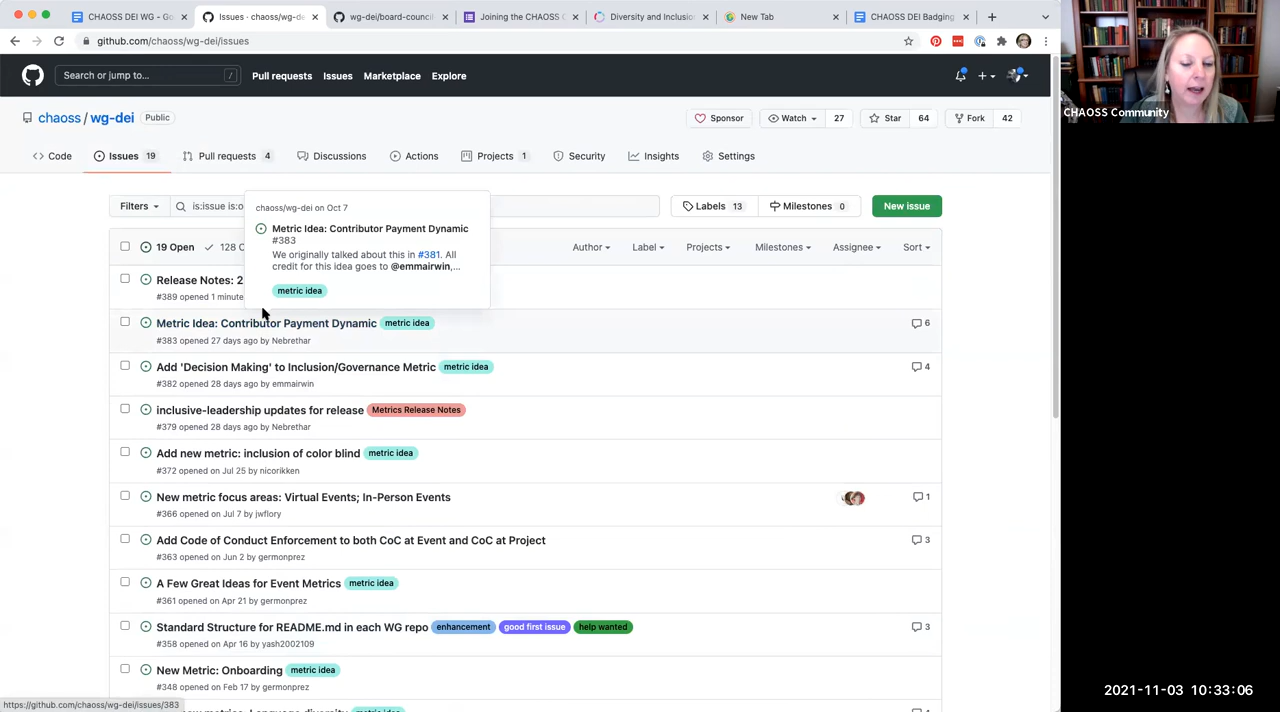 CHAOSS DEI WG - Go
Issues · chaoss/wg-de
wg-dei/board-council
Joining the CHAOSS C
Diversity and Inclusio
New Tab
CHAOSS DEI Badging
github.com/chaoss/wg-dei/issues
Search or jump to...
/
Pull requests
Issues
Marketplace
Explore
chaoss / wg-dei
Public
Sponsor
Watch
27
Star
64
Fork
42
Code
Issues 19
Pull requests 4
Discussions
Actions
Projects 1
Security
Insights
Settings
Filters
is:issue is:o
Labels 13
Milestones 0
New issue
chaoss/wg-dei on Oct 7
Metric Idea: Contributor Payment Dynamic
#383
We originally talked about this in #381. All
credit for this idea goes to @emmairwin,...
metric idea
19 Open
128 C
Author
Label
Projects
Milestones
Assignee
Sort
Release Notes: 2
#389 opened 1 minute
Metric Idea: Contributor Payment Dynamic metric idea
6
#383 opened 27 days ago by Nebrethar
Add 'Decision Making' to Inclusion/Governance Metric metric idea
4
#382 opened 28 days ago by emmairwin
inclusive-leadership updates for release Metrics Release Notes
#379 opened 28 days ago by Nebrethar
Add new metric: inclusion of color blind metric idea
#372 opened on Jul 25 by nicorikken
New metric focus areas: Virtual Events; In-Person Events
1
#366 opened on Jul 7 by jwflory
Add Code of Conduct Enforcement to both CoC at Event and CoC at Project
3
#363 opened on Jun 2 by germonprez
A Few Great Ideas for Event Metrics metric idea
#361 opened on Apr 21 by germonprez
Standard Structure for README.md in each WG repo enhancement good first issue help wanted
3
#358 opened on Apr 16 by yash2002109
New Metric: Onboarding metric idea
#348 opened on Feb 17 by germonprez
https://github.com/chaoss/wg-dei/issues/383
CHAOSS Community
2021-11-03 10:33:06